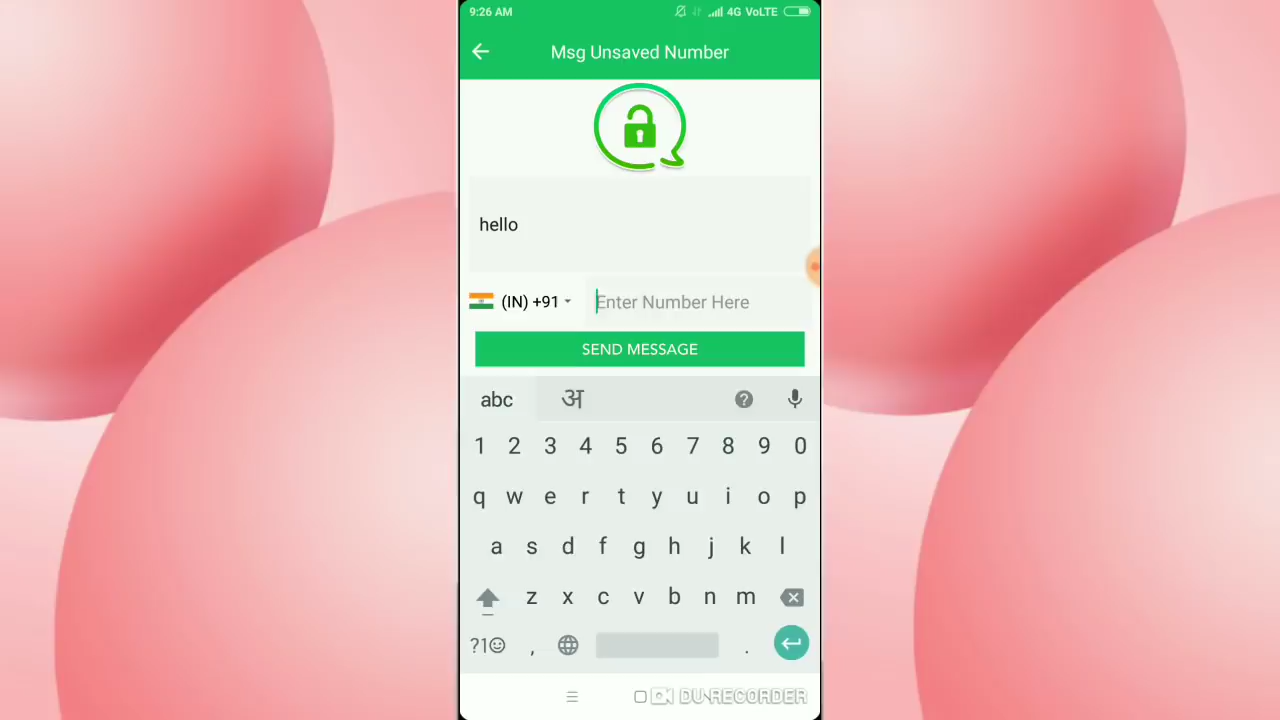 9:26 AM 4G VoLTE
Msg Unsaved Number
hello
(IN) +91 Enter Number Here
SEND MESSAGE
abc अ ?
1 2 3 4 5 6 7 8 9 0
q w e r t y u i o p
a s d f g h j k l
z x c v b n m
?1☺ , .
DU RECORDER